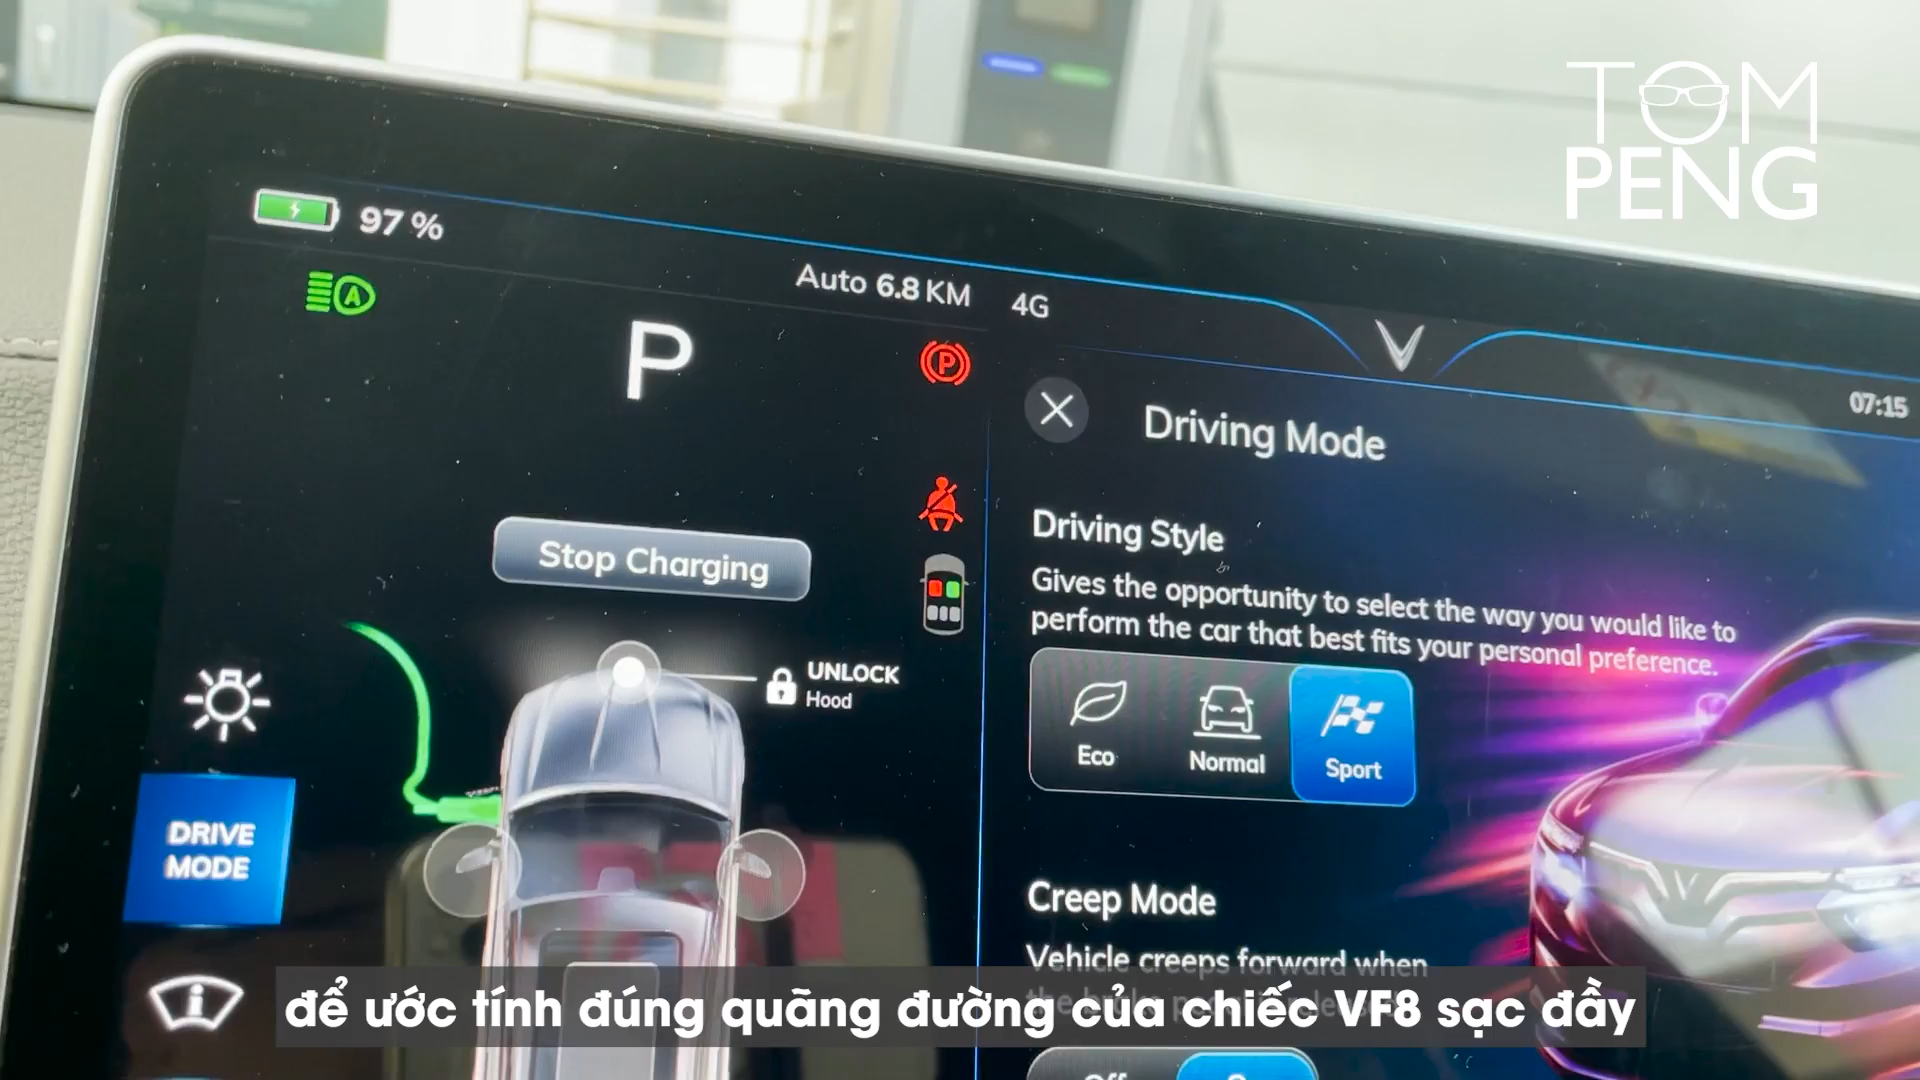 TOM
PENG
97 %
Auto 6.8 KM
4G
07:15
P
Stop Charging
UNLOCK
Hood
DRIVE
MODE
Driving Mode
Driving Style
Gives the opportunity to select the way you would like to
perform the car that best fits your personal preference.
Eco
Normal
Sport
Creep Mode
Vehicle creeps forward when
để ước tính đúng quãng đường của chiếc VF8 sạc đầy